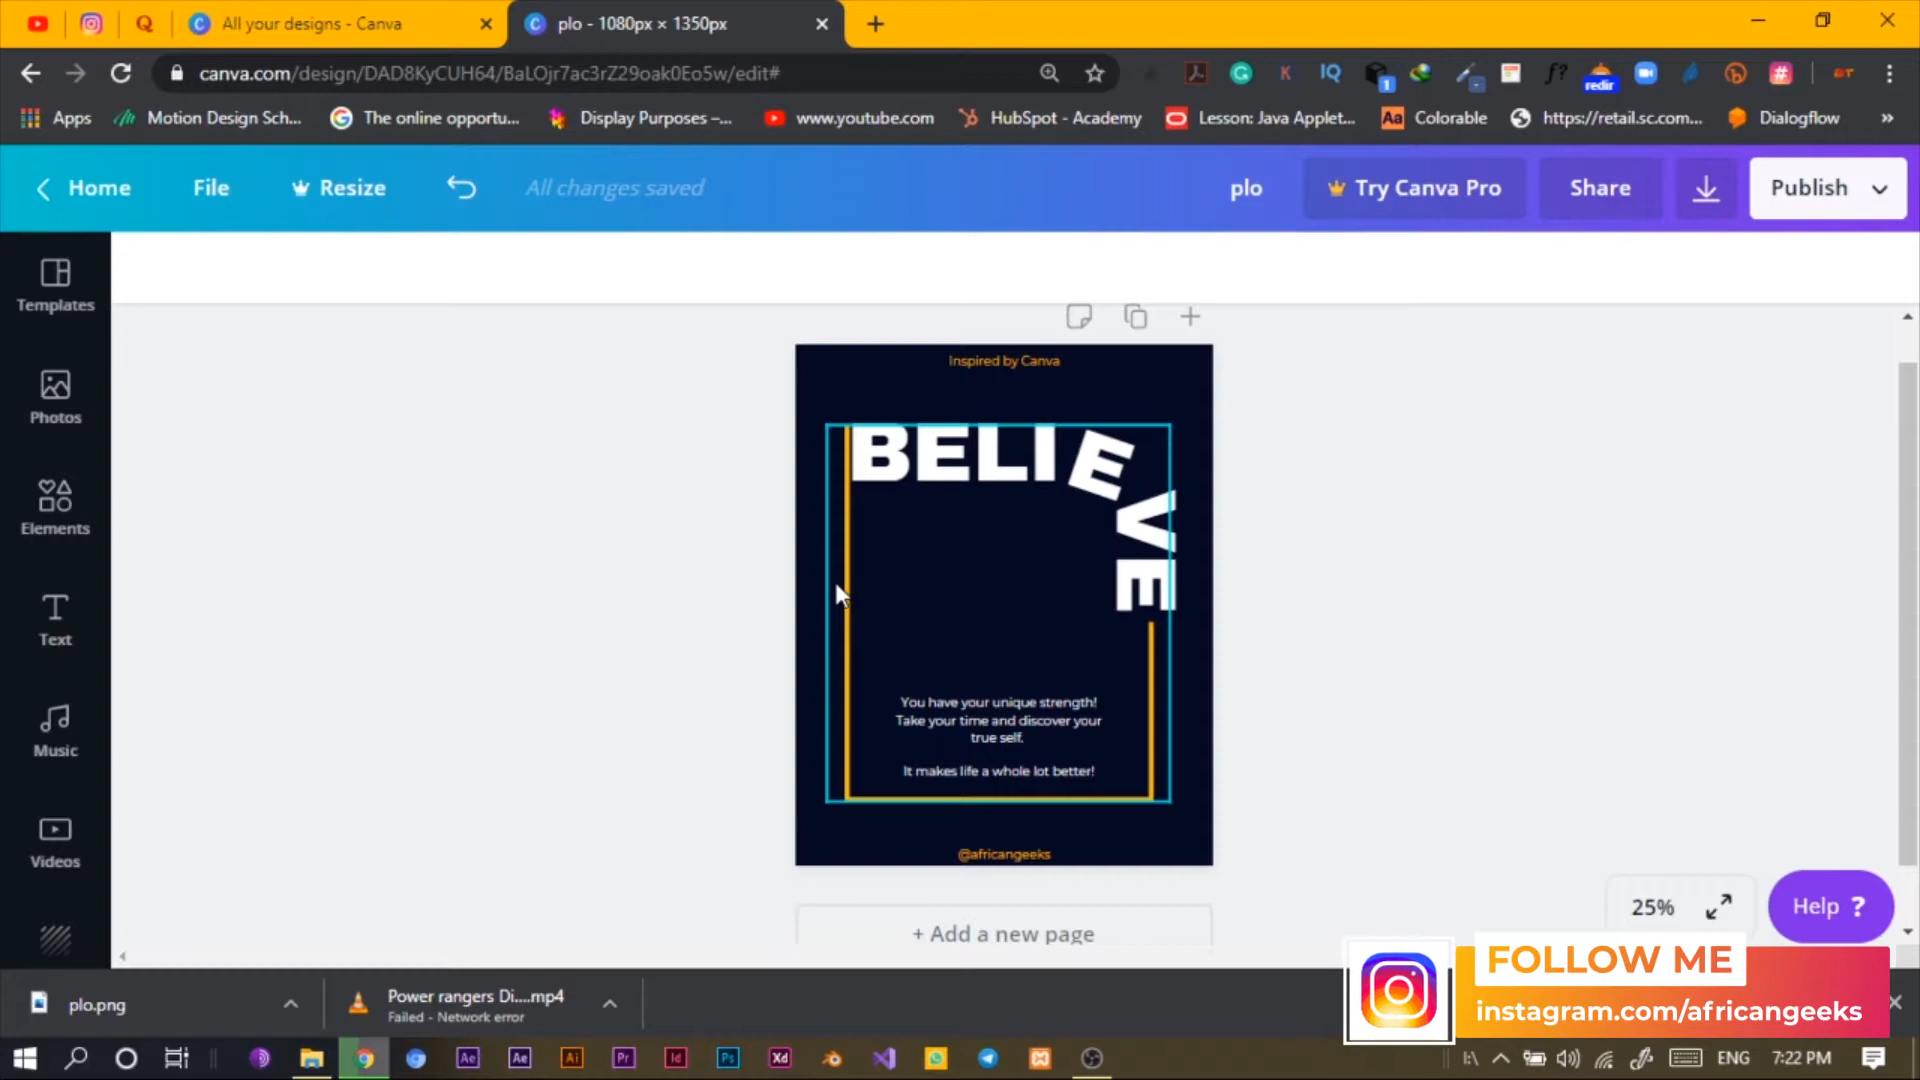 All your designs - Canva
plo - 1080px × 1350px
canva.com/design/DAD8KyCUH64/BaLOjr7ac3rZ29oak0Eo5w/edit#
redir
Apps
Motion Design Sch...
The online opportu...
Display Purposes –...
www.youtube.com
HubSpot - Academy
Lesson: Java Applet...
Colorable
https://retail.sc.com...
Dialogflow
Home
File
Resize
All changes saved
plo
Try Canva Pro
Share
Publish
Templates
Photos
Elements
Text
Music
Videos
Inspired by Canva
BELIEVE
You have your unique strength!
Take your time and discover your
true self.
It makes life a whole lot better!
@africangeeks
+ Add a new page
25%
Help ?
FOLLOW ME
instagram.com/africangeeks
plo.png
Power rangers Di....mp4
Failed - Network error
ENG
7:22 PM